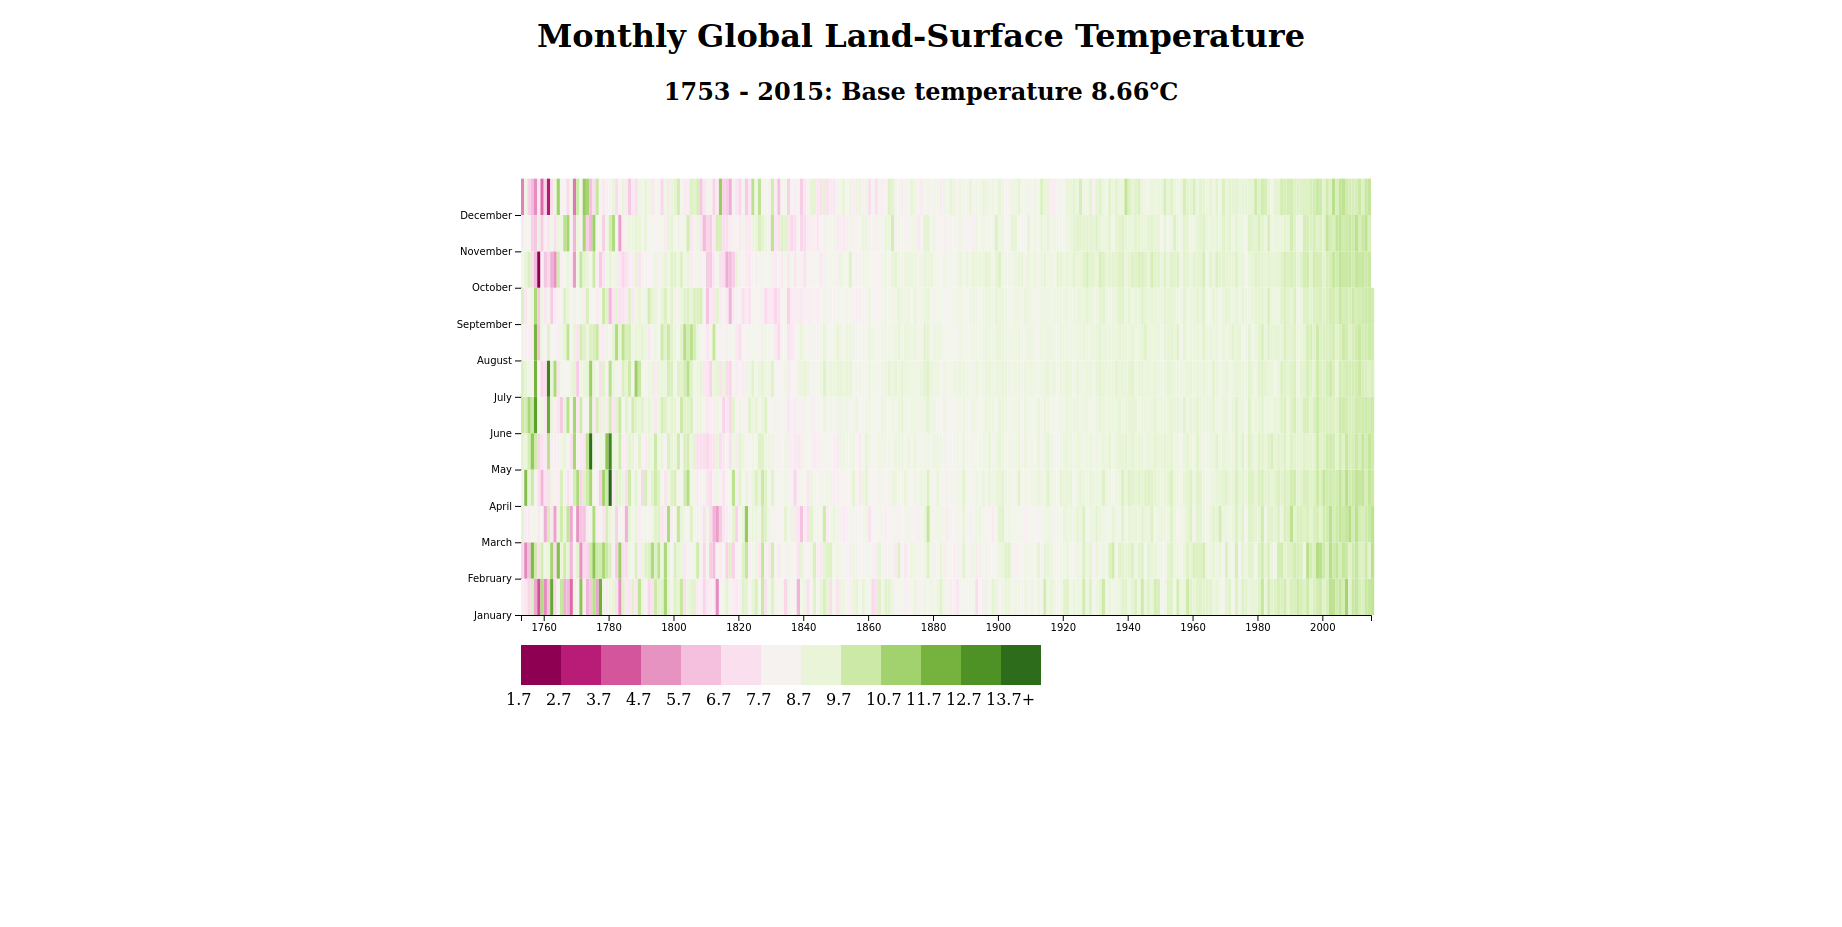 Monthly Global Land-Surface Temperature
1753 - 2015: Base temperature 8.66℃
December
November
October
September
August
July
June
May
April
March
February
January
1760 1780 1800 1820 1840 1860 1880 1900 1920 1940 1960 1980 2000
1.7 2.7 3.7 4.7 5.7 6.7 7.7 8.7 9.7 10.7 11.7 12.7 13.7+